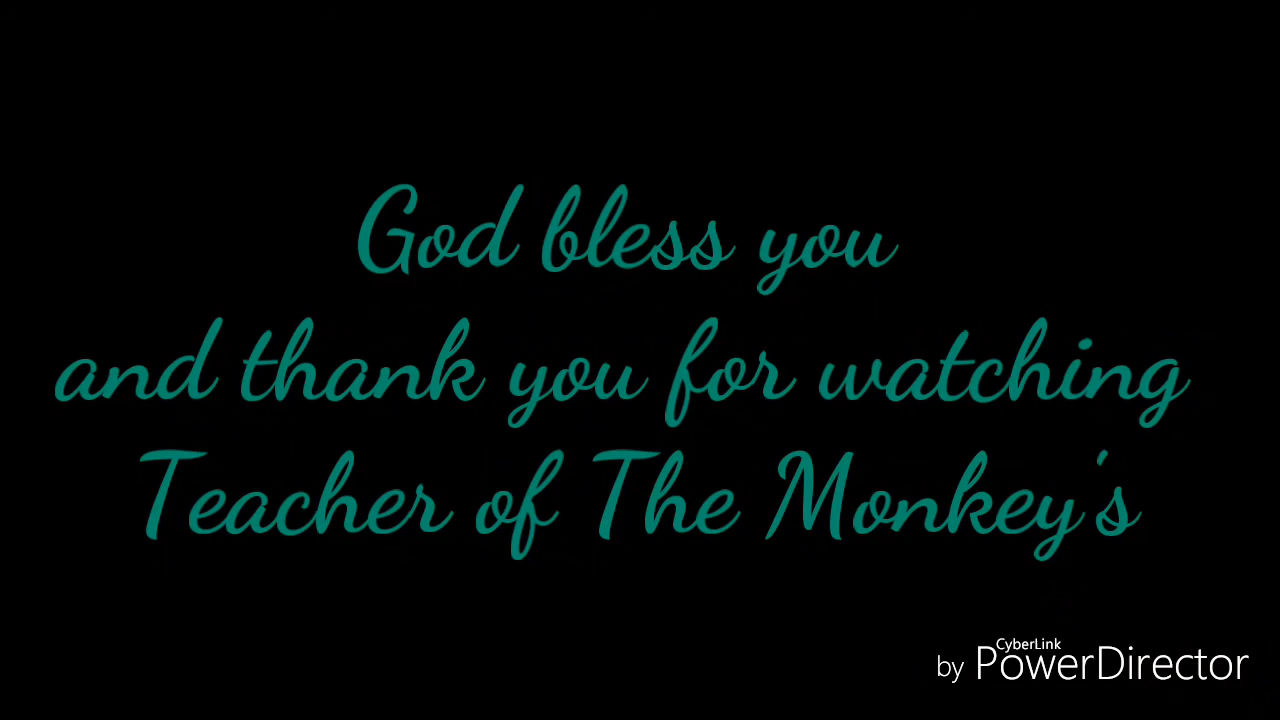 God bless you
and thank you for watching
Teacher of The Monkey's
CyberLink
by PowerDirector